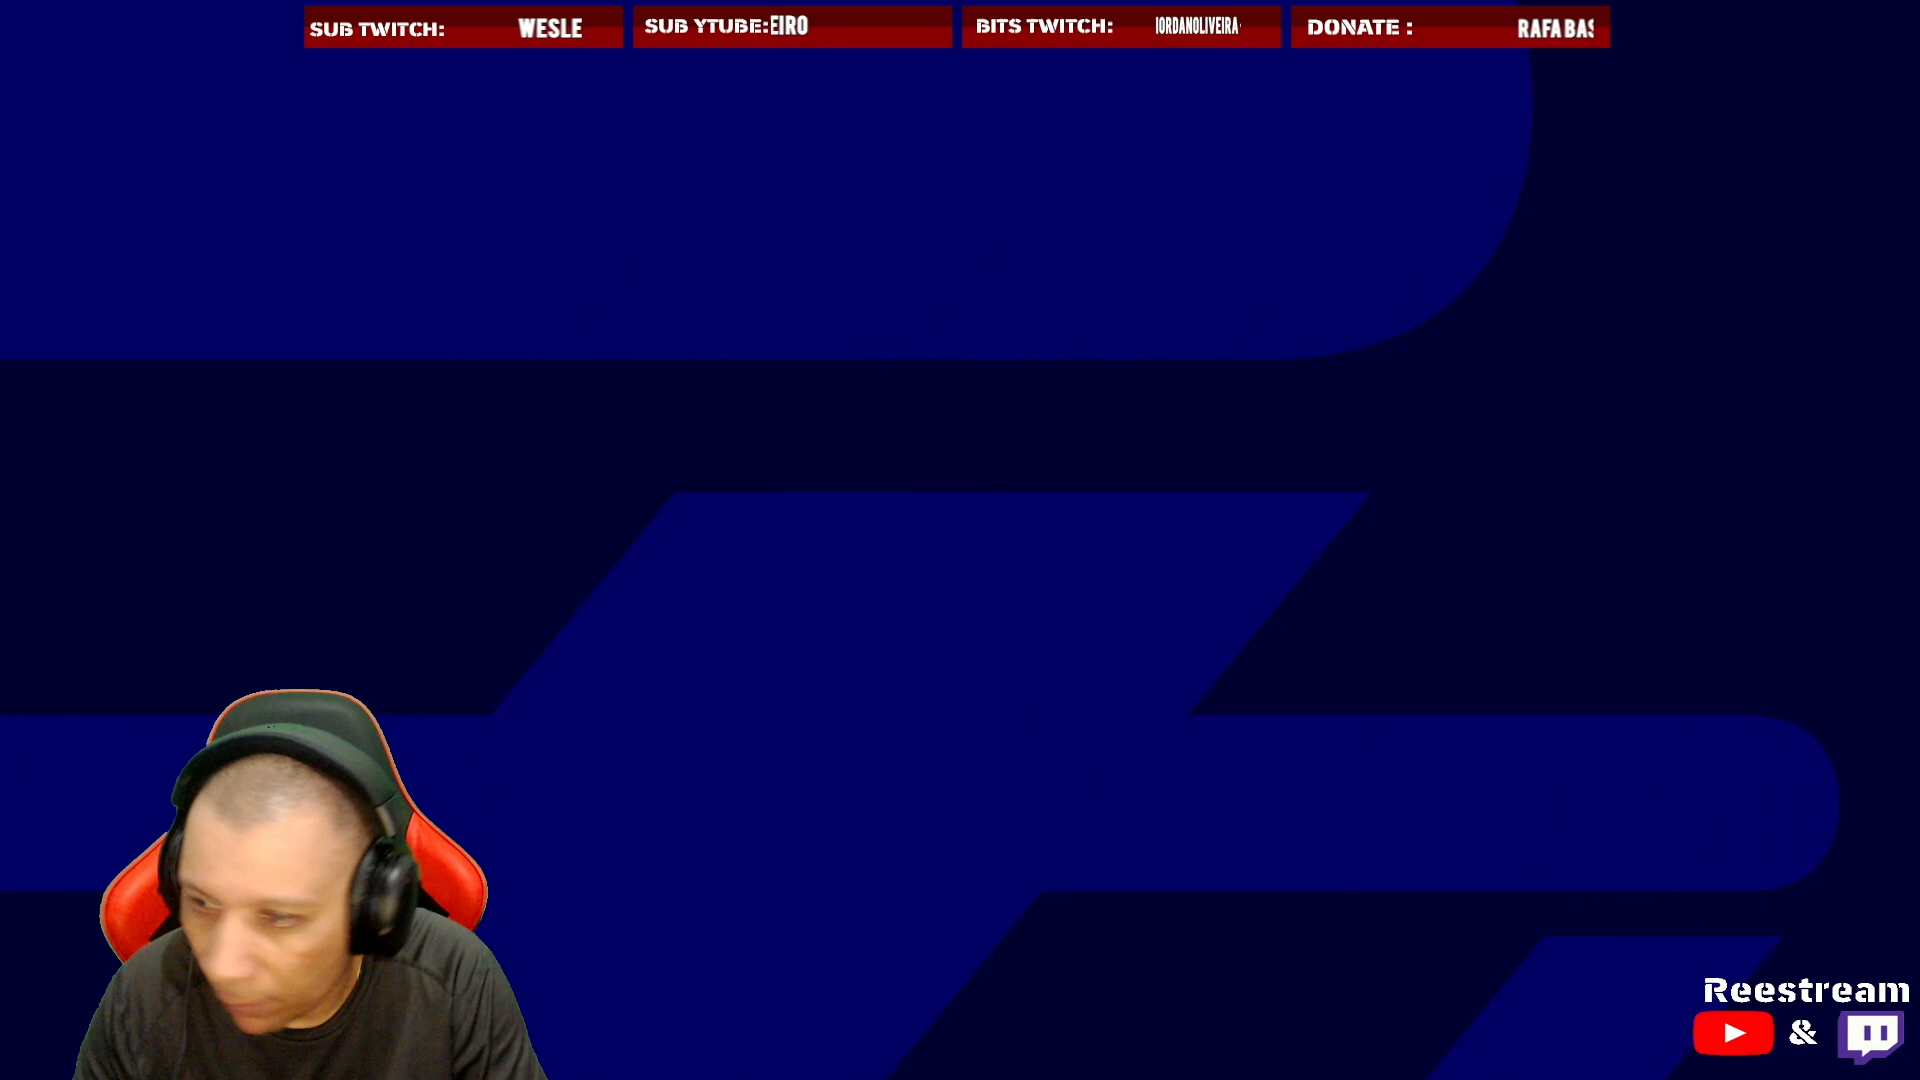 SUB TWITCH: WESLE
SUB YTUBE: EIRO
BITS TWITCH: IORDANOLIVEIRA
DONATE : RAFA BAS
Reestream
&